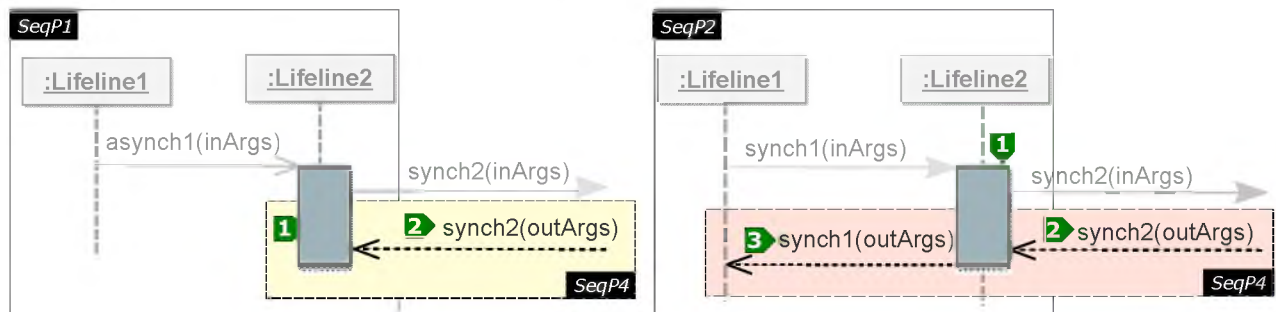 SeqP1
:Lifeline1
:Lifeline2
asynch1(inArgs)
synch2(inArgs)
1
2 synch2(outArgs)
SeqP4
SeqP2
:Lifeline1
:Lifeline2
1
synch1(inArgs)
synch2(inArgs)
3 synch1(outArgs)
2 synch2(outArgs)
SeqP4